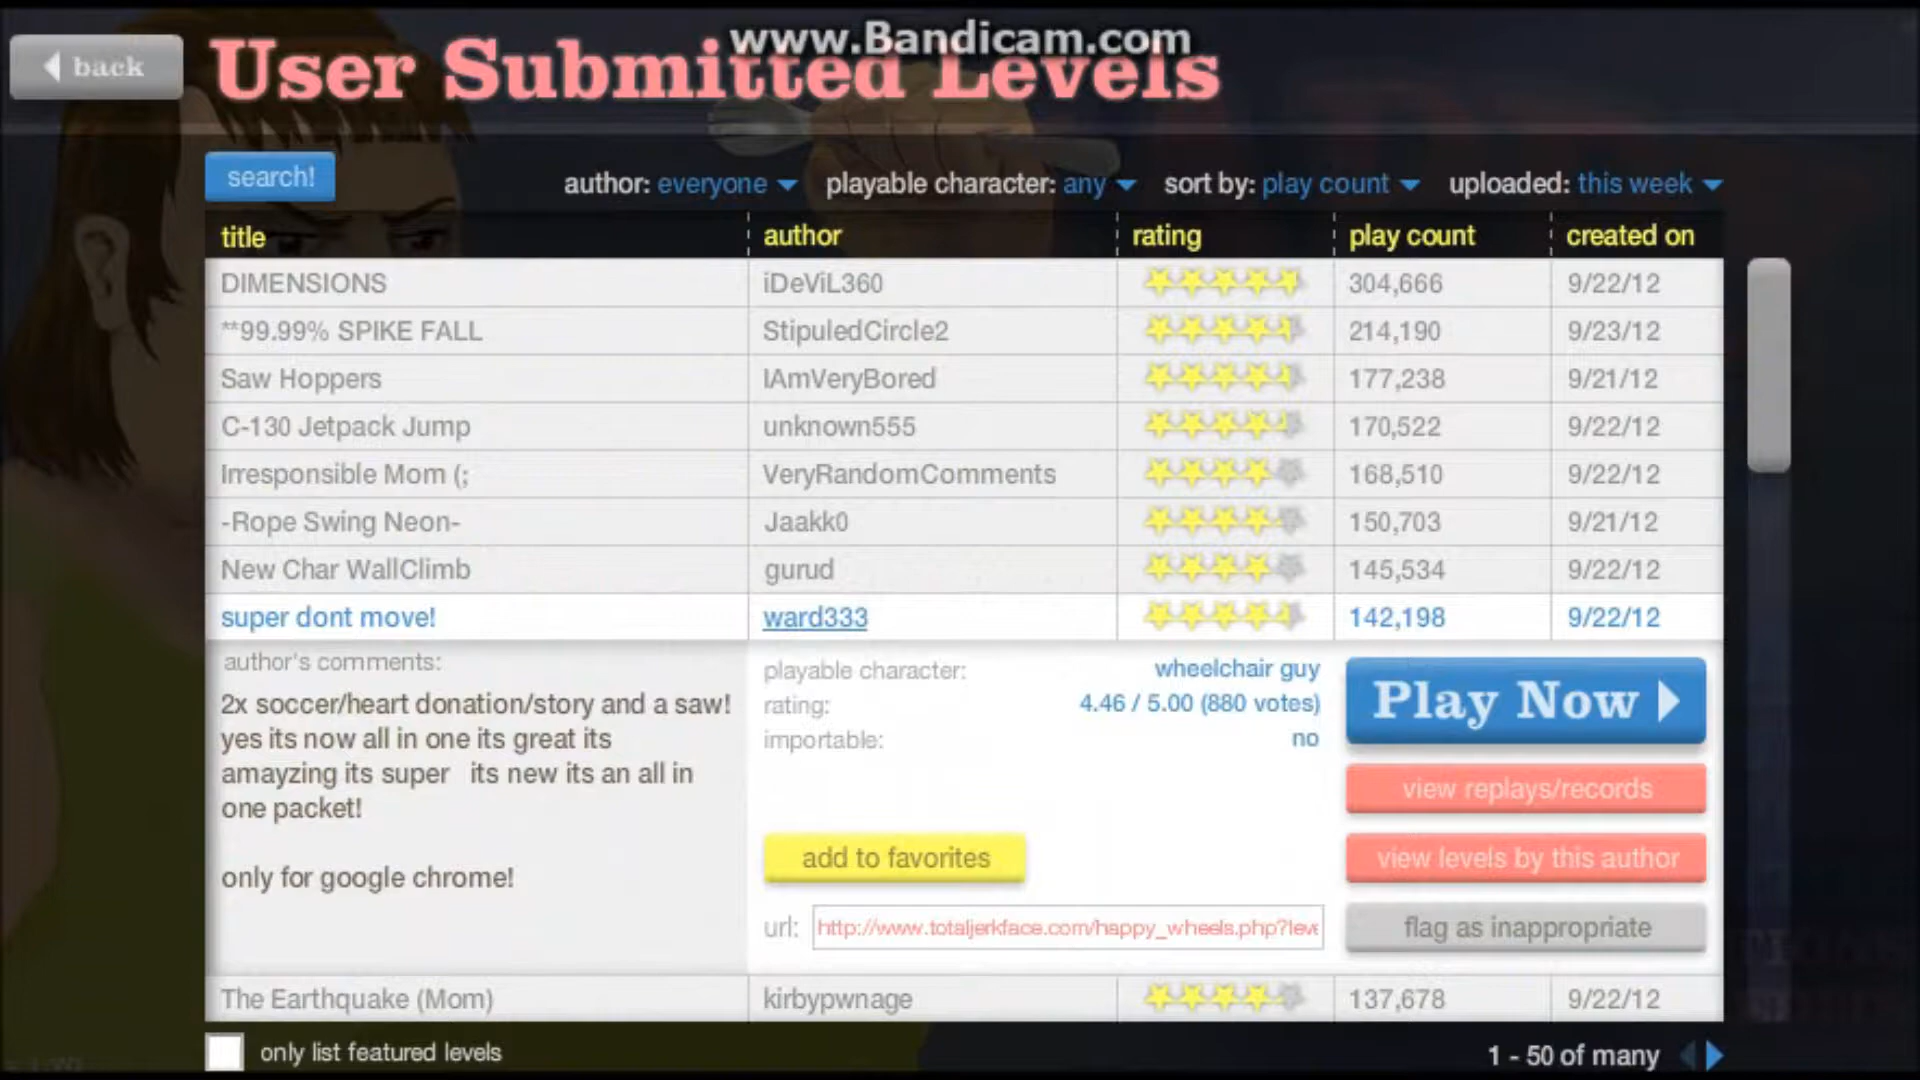 www.Bandicam.com
back
User Submitted Levels
search!
author: everyone playable character: any sort by: play count uploaded: this week
title author rating play count created on
DIMENSIONS iDeViL360 304,666 9/22/12
**99.99% SPIKE FALL StipuledCircle2 214,190 9/23/12
Saw Hoppers IAmVeryBored 177,238 9/21/12
C-130 Jetpack Jump unknown555 170,522 9/22/12
Irresponsible Mom (; VeryRandomComments 168,510 9/22/12
-Rope Swing Neon- Jaakk0 150,703 9/21/12
New Char WallClimb gurud 145,534 9/22/12
super dont move! ward333 142,198 9/22/12
author's comments:
2x soccer/heart donation/story and a saw!
yes its now all in one its great its
amayzing its super its new its an all in
one packet!
only for google chrome!
playable character: wheelchair guy
rating: 4.46 / 5.00 (880 votes)
importable: no
add to favorites
url: http://www.totaljerkface.com/happy_wheels.php?leve
Play Now
view replays/records
view levels by this author
flag as inappropriate
The Earthquake (Mom) kirbypwnage 137,678 9/22/12
only list featured levels
1 - 50 of many